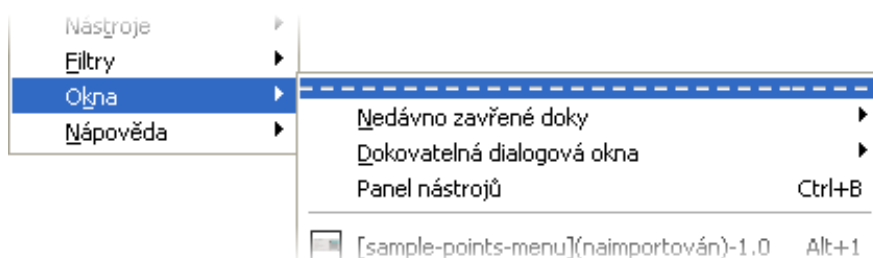 Nástroje
Filtry
Okna
Nápověda
Nedávno zavřené doky
Dokovatelná dialogová okna
Panel nástrojů Ctrl+B
[sample-points-menu](naimportován)-1.0 Alt+1